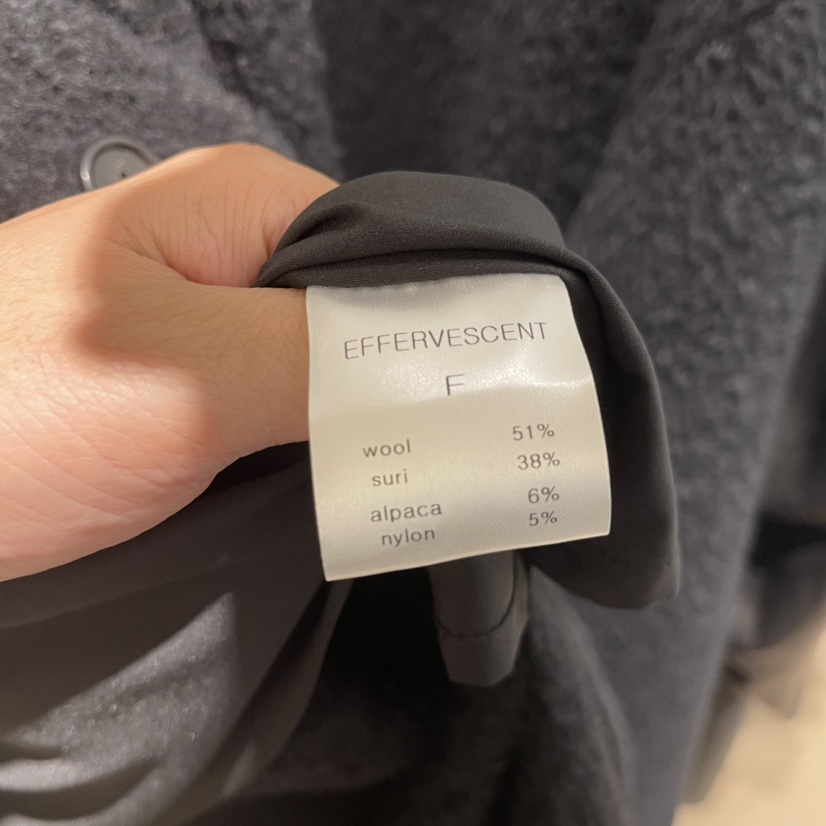 EFFERVESCENT
F
wool 51%
suri 38%
alpaca 6%
nylon 5%